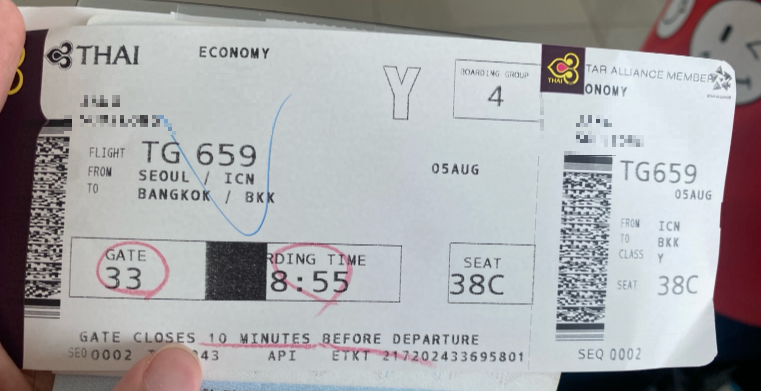 THAI ECONOMY
Y
BOARDING GROUP
4
FLIGHT TG 659
FROM SEOUL / ICN
TO BANGKOK / BKK
05AUG
GATE
33
RDING TIME
8:55
SEAT
38C
GATE CLOSES 10 MINUTES BEFORE DEPARTURE
SEQ 0002 043 API ETKT 217202433695801
THAI
TAR ALLIANCE MEMBER
ONOMY
TG659
05AUG
FROM ICN
TO BKK
CLASS Y
SEAT 38C
SEQ 0002